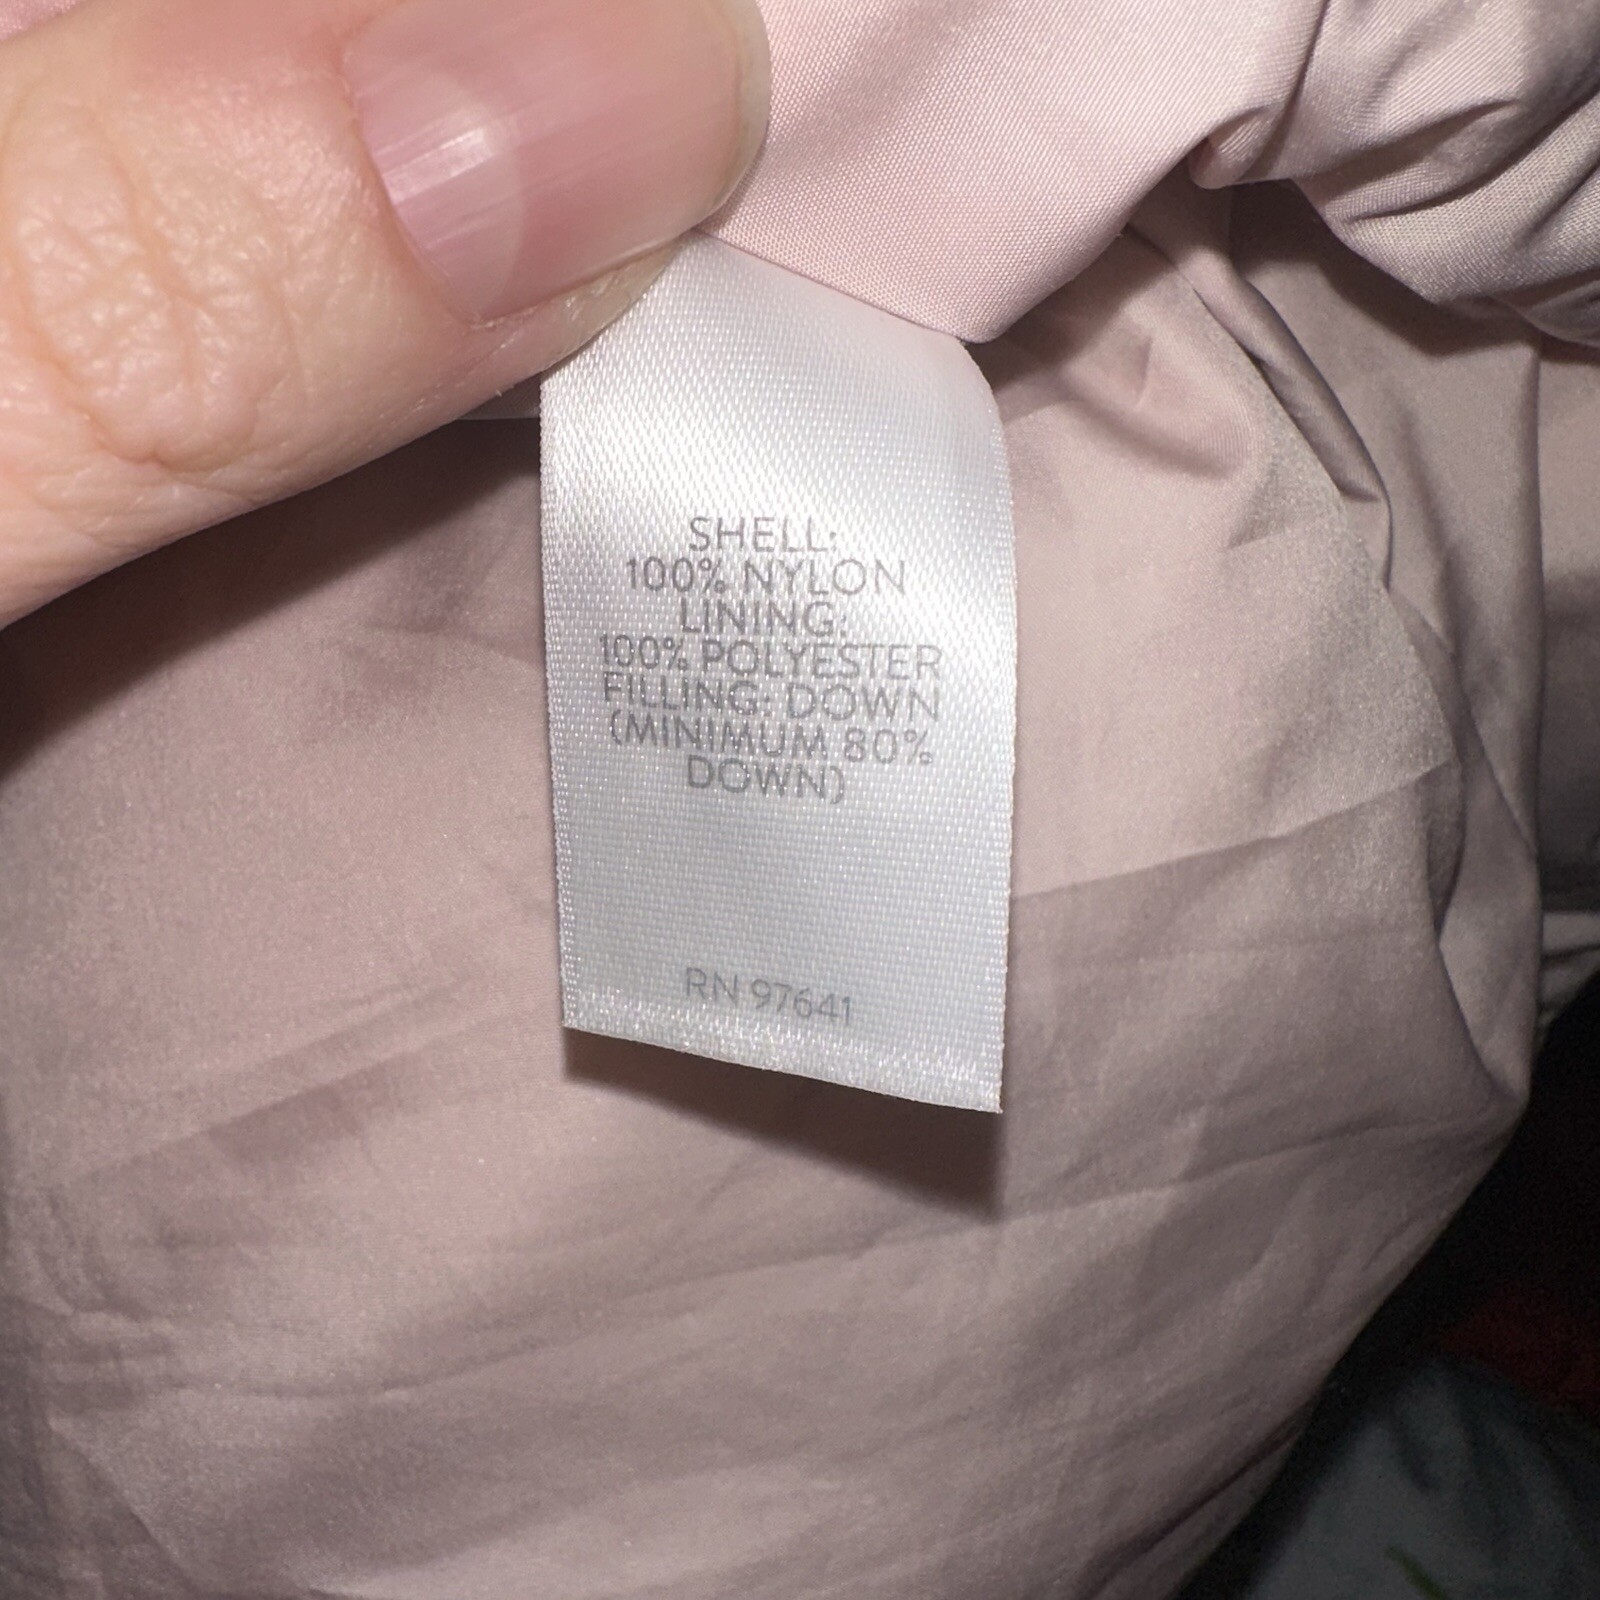 SHELL:
100% NYLON
LINING:
100% POLYESTER
FILLING: DOWN
(MINIMUM 80%
DOWN)
RN 97641